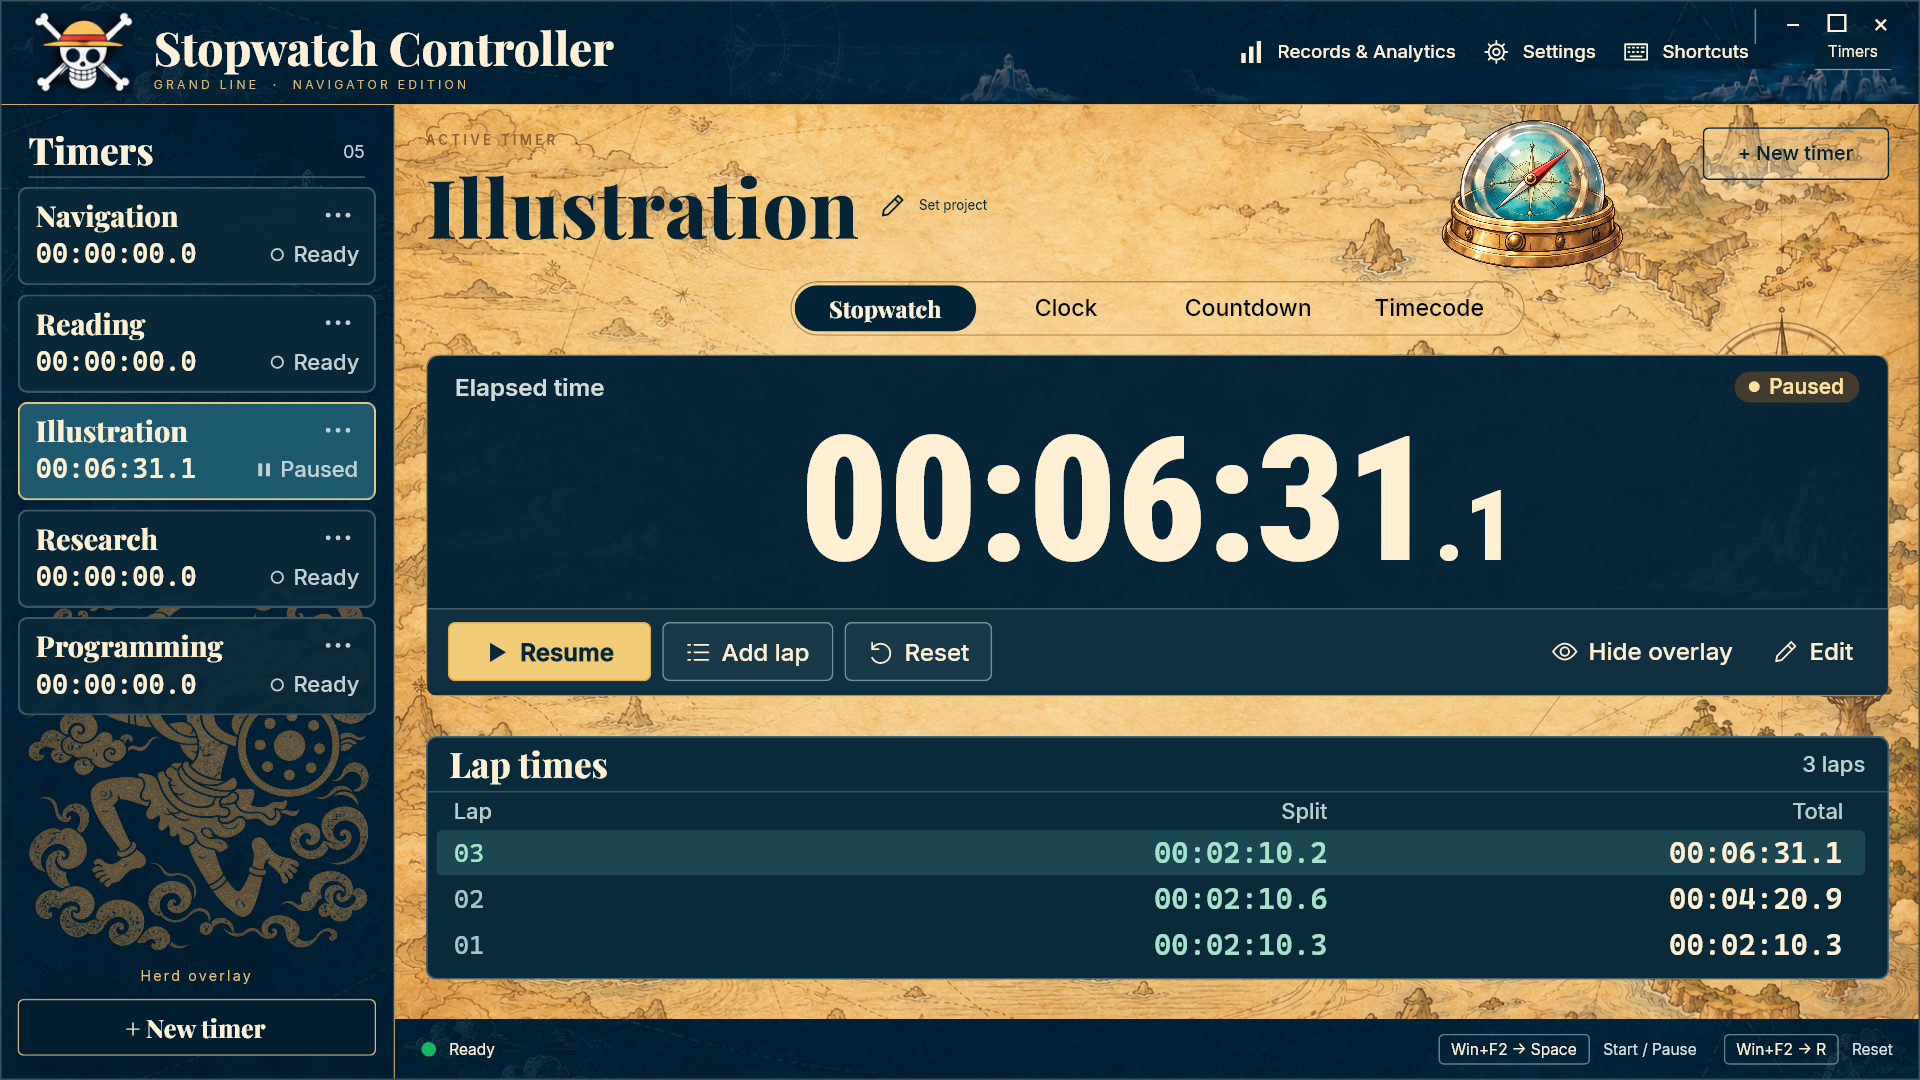 Stopwatch Controller
GRAND LINE · NAVIGATOR EDITION
Records & Analytics
Settings
Shortcuts
Timers
Timers
05
Navigation
00:00:00.0
Ready
Reading
00:00:00.0
Ready
Illustration
00:06:31.1
Paused
Research
00:00:00.0
Ready
Programming
00:00:00.0
Ready
Herd overlay
+ New timer
ACTIVE TIMER
Illustration
Set project
+ New timer
Stopwatch
Clock
Countdown
Timecode
Elapsed time
Paused
00:06:31.1
Resume
Add lap
Reset
Hide overlay
Edit
Lap times
3 laps
Lap Split Total
03 00:02:10.2 00:06:31.1
02 00:02:10.6 00:04:20.9
01 00:02:10.3 00:02:10.3
Ready
Win+F2 → Space Start / Pause
Win+F2 → R Reset